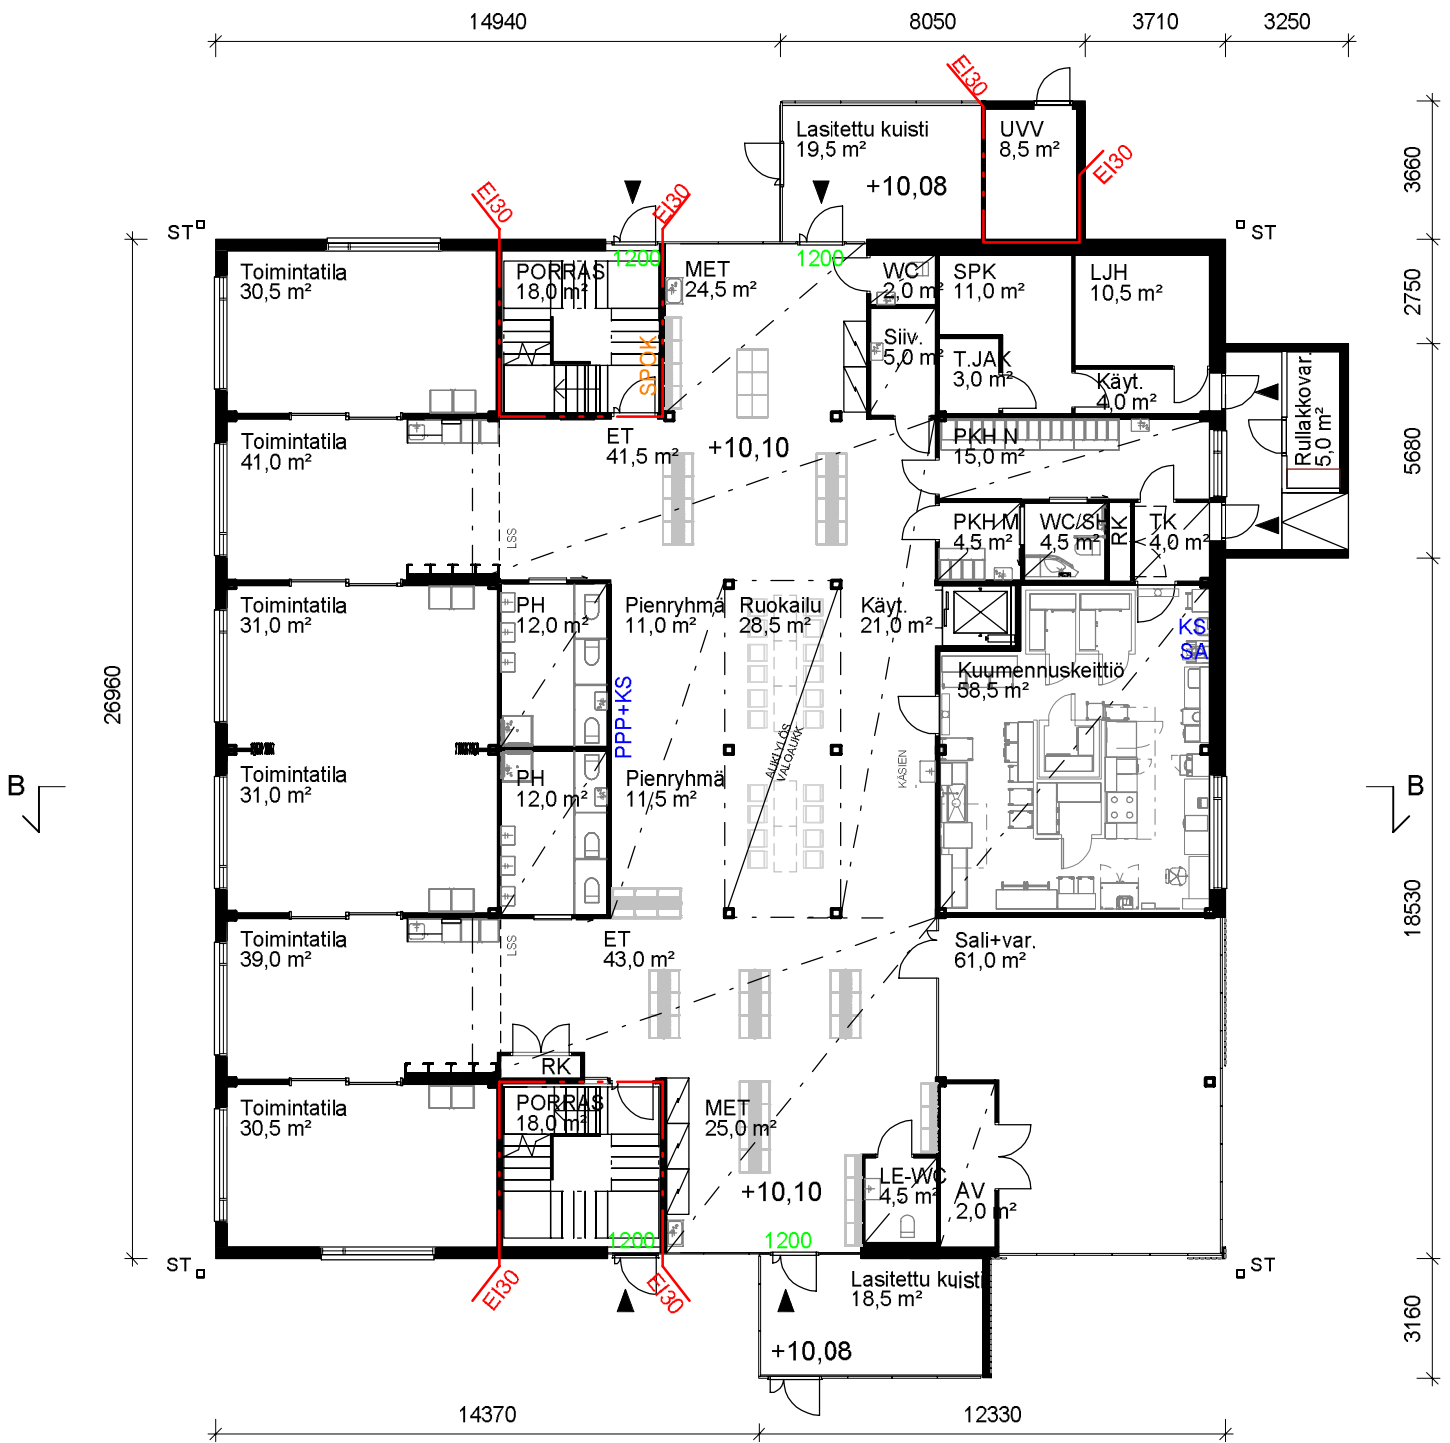 14940
8050
3710
3250
EI30
Lasitettu kuisti
19,5 m²
+10,08
UVV
8,5 m²
EI30
3660
EI30
EI30
ST
ST
1200
1200
Toimintatila
30,5 m²
PORRAS
18,0 m²
SPOK
MET
24,5 m²
WC
2,0 m²
SPK
11,0 m²
LJH
10,5 m²
2750
Siiv.
5,0 m²
T.JAK
3,0 m²
Käyt.
4,0 m²
Rullakkovar.
5,0 m²
Toimintatila
41,0 m²
ET
41,5 m²
+10,10
PKH N
15,0 m²
5680
LSS
PKH M
4,5 m²
WC/SH
4,5 m²
RK
TK
4,0 m²
Toimintatila
31,0 m²
PH
12,0 m²
Pienryhmä
11,0 m²
Ruokailu
28,5 m²
Käyt.
21,0 m²
KS
SA
Kuumennuskeittiö
58,5 m²
26960
PPP+KS
AUKI YLÖS
VALOAUKK
KÄSIEN
Toimintatila
31,0 m²
PH
12,0 m²
Pienryhmä
11,5 m²
B
B
18530
Toimintatila
39,0 m²
LSS
ET
43,0 m²
Sali+var.
61,0 m²
RK
Toimintatila
30,5 m²
PORRAS
18,0 m²
MET
25,0 m²
+10,10
LE-WC
4,5 m²
AV
2,0 m²
1200
1200
ST
ST
EI30
EI30
Lasitettu kuisti
18,5 m²
+10,08
3160
14370
12330